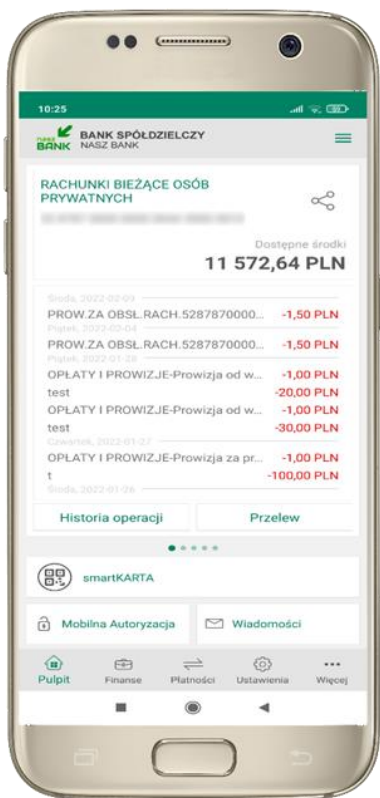 10:25
nasz BANK
BANK SPÓŁDZIELCZY
NASZ BANK
RACHUNKI BIEŻĄCE OSÓB
PRYWATNYCH
Dostępne środki
11 572,64 PLN
Środa, 2022-02-09
PROW.ZA OBSŁ.RACH.5287870000... -1,50 PLN
Piątek, 2022-02-04
PROW.ZA OBSŁ.RACH.5287870000... -1,50 PLN
Piątek, 2022-01-28
OPŁATY I PROWIZJE-Prowizja od w... -1,00 PLN
test -20,00 PLN
OPŁATY I PROWIZJE-Prowizja od w... -1,00 PLN
test -30,00 PLN
Czwartek, 2022-01-27
OPŁATY I PROWIZJE-Prowizja za pr... -1,00 PLN
t -100,00 PLN
Środa, 2022-01-26
Historia operacji Przelew
smartKARTA
Mobilna Autoryzacja Wiadomości
Pulpit Finanse Płatności Ustawienia Więcej